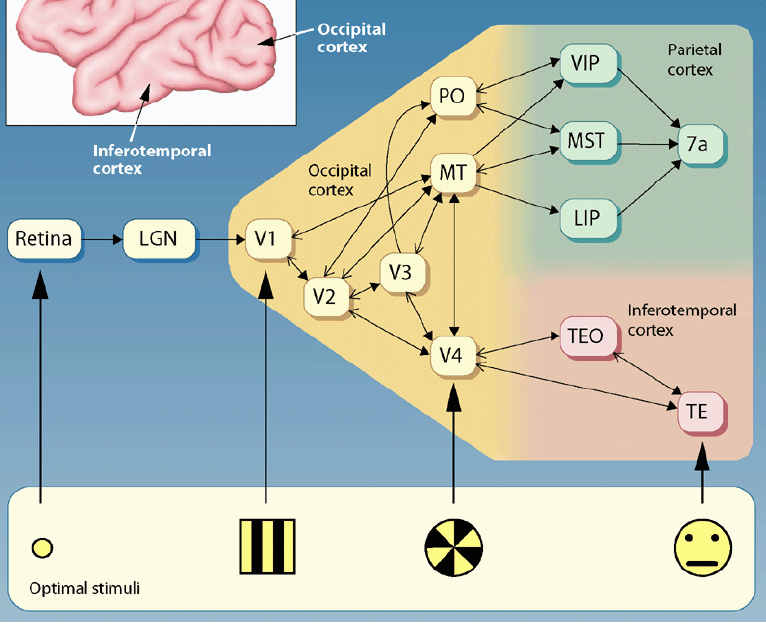 Occipital
cortex
Inferotemporal
cortex
Parietal
cortex
VIP
PO
MST
7a
Occipital
cortex
MT
LIP
Retina
LGN
V1
V3
V2
Inferotemporal
cortex
TEO
V4
TE
Optimal stimuli